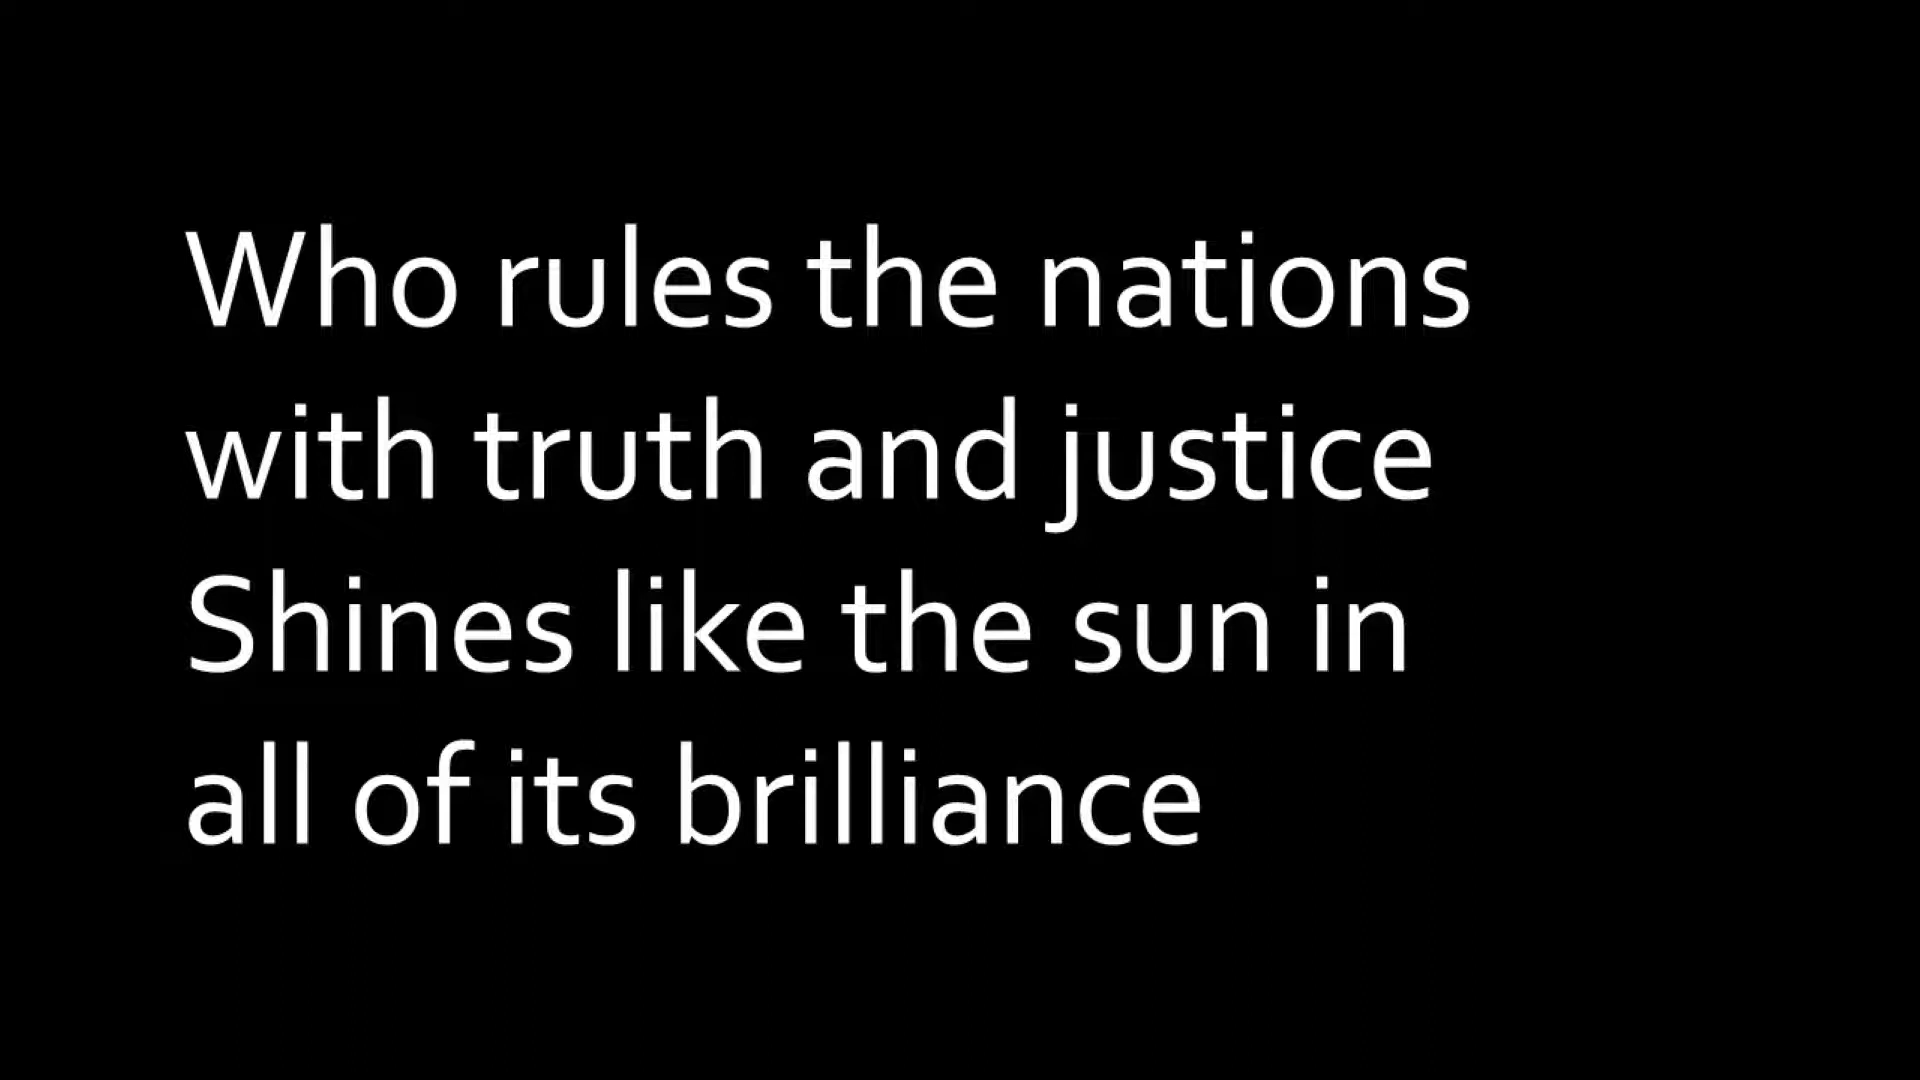 Who rules the nations
with truth and justice
Shines like the sun in
all of its brilliance